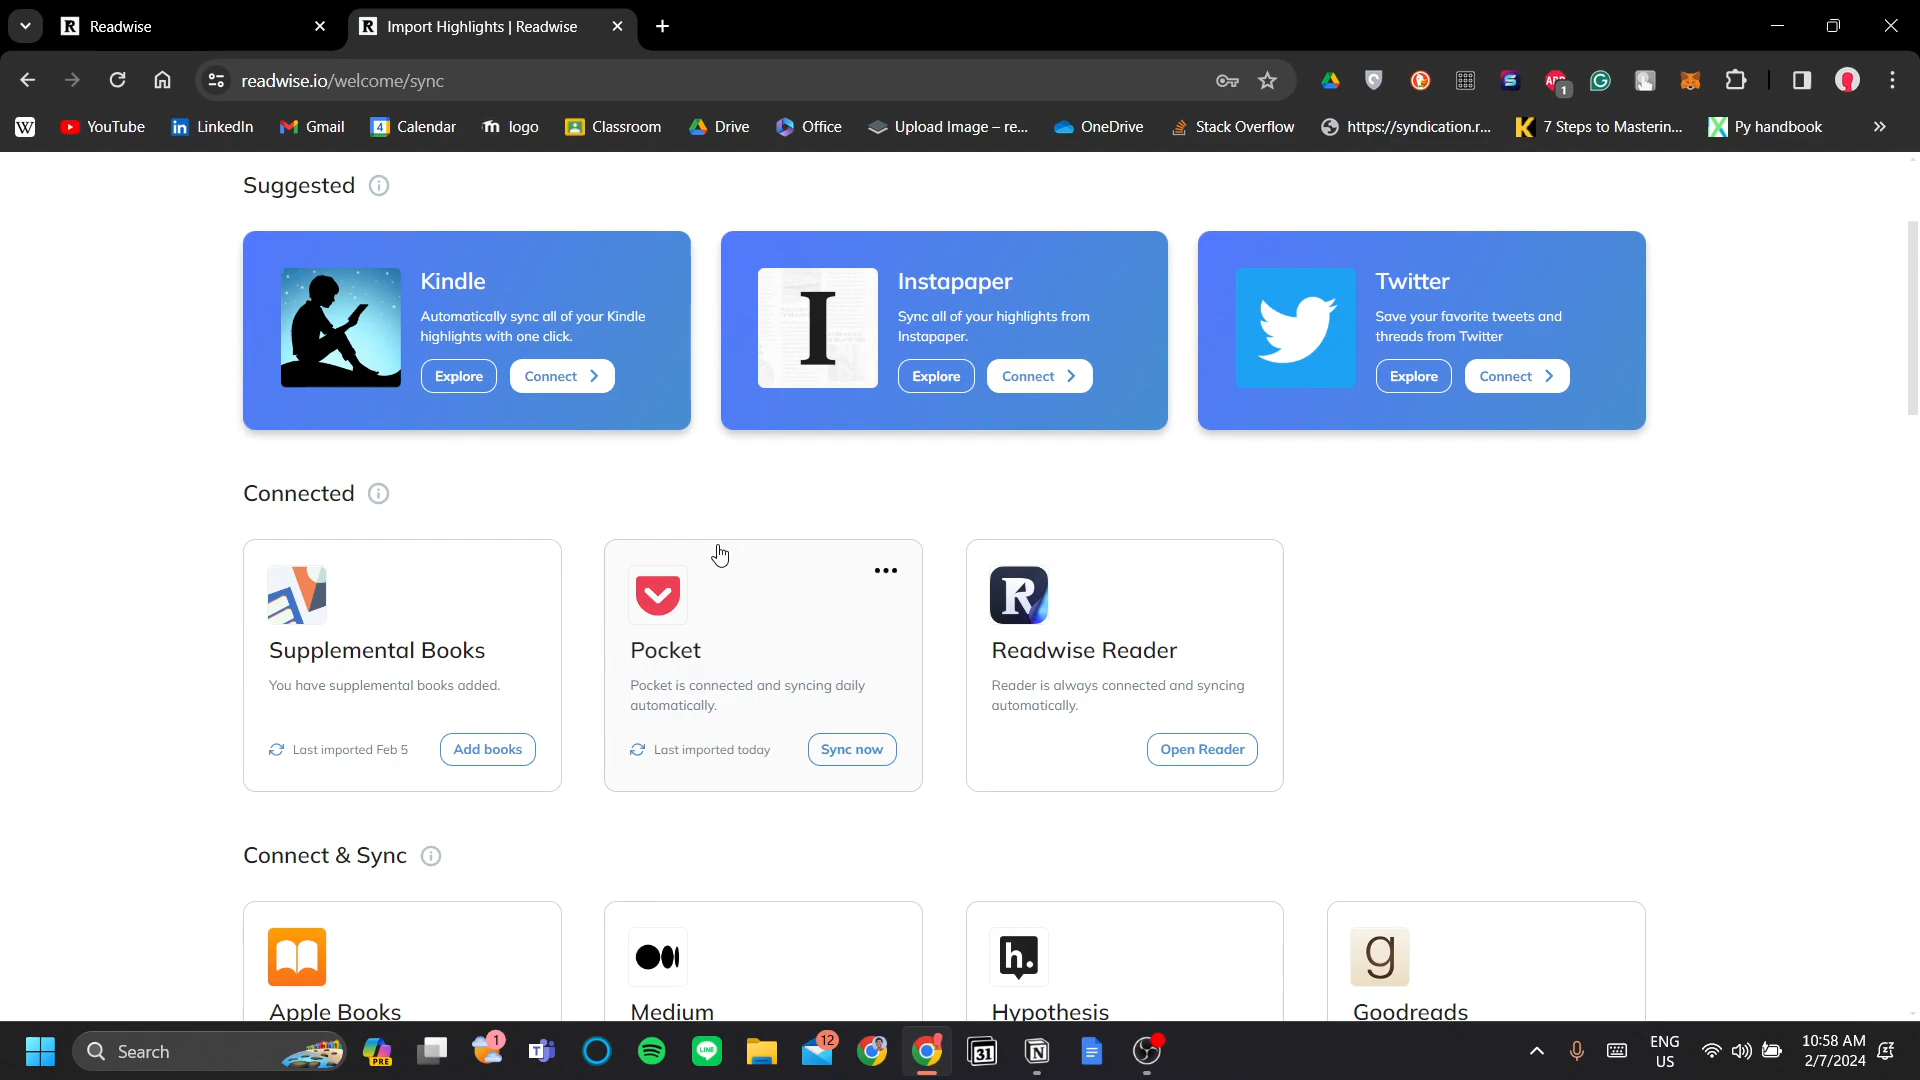 Readwise
Import Highlights | Readwise
readwise.io/welcome/sync
YouTube
LinkedIn
Gmail
Calendar
logo
Classroom
Drive
Office
Upload Image – re...
OneDrive
Stack Overflow
https://syndication.r...
7 Steps to Masterin...
Py handbook
Suggested
Kindle
Automatically sync all of your Kindle
highlights with one click.
Explore
Connect
Instapaper
Sync all of your highlights from
Instapaper.
Explore
Connect
Twitter
Save your favorite tweets and
threads from Twitter
Explore
Connect
Connected
Supplemental Books
You have supplemental books added.
Last imported Feb 5
Add books
Pocket
Pocket is connected and syncing daily
automatically.
Last imported today
Sync now
Readwise Reader
Reader is always connected and syncing
automatically.
Open Reader
Connect & Sync
Apple Books
Medium
h.
Hypothesis
g
Goodreads
Search
PRE
1
LINE
12
31
ENG
US
10:58 AM
2/7/2024